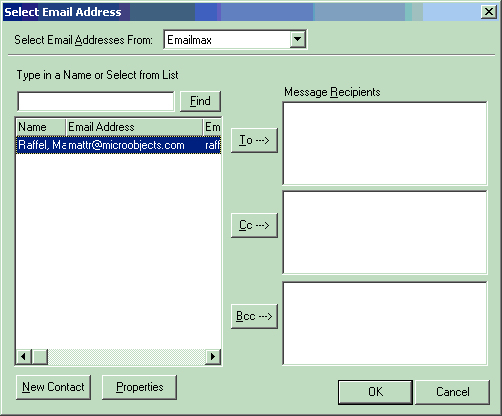 Select Email Address
Select Email Addresses From: Emailmax
Type in a Name or Select from List
Find
Message Recipients
Name Email Address Em
Raffel, Ma mattr@microobjects.com raff
To --->
Cc --->
Bcc --->
New Contact
Properties
OK
Cancel